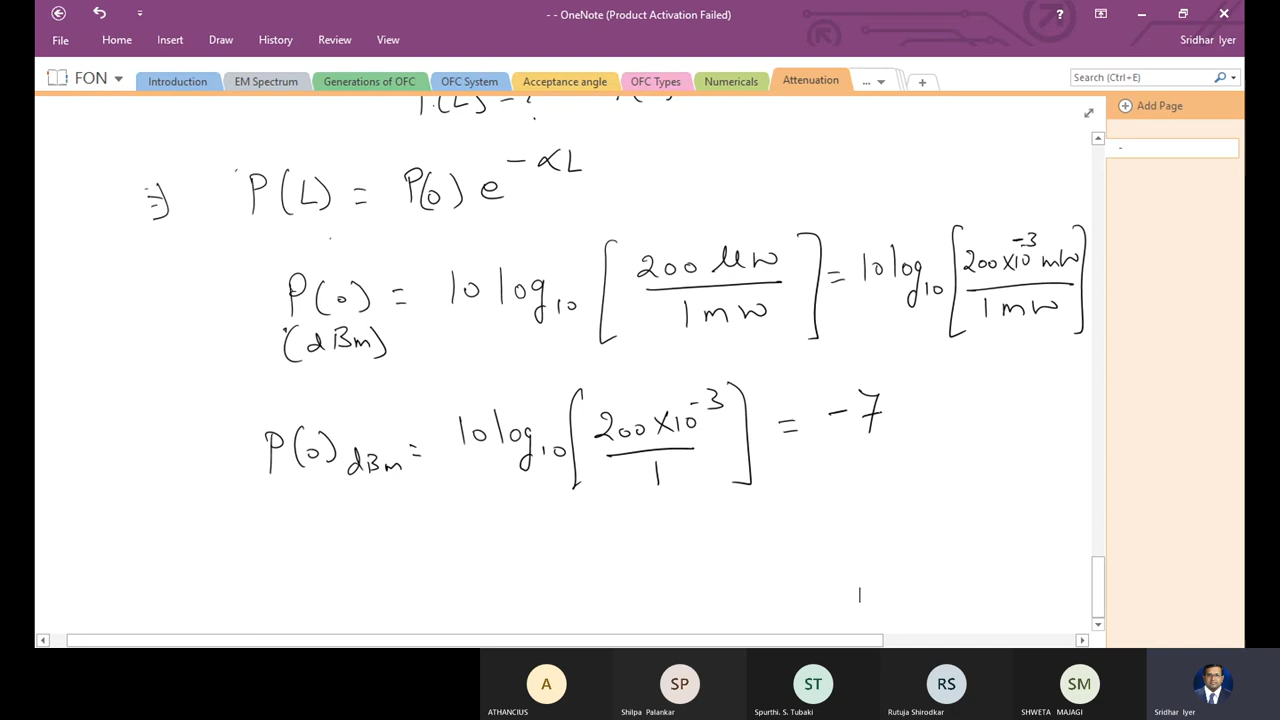 - - OneNote (Product Activation Failed)
File Home Insert Draw History Review View
Sridhar Iyer
FON
Introduction EM Spectrum Generations of OFC OFC System Acceptance angle OFC Types Numericals Attenuation ...
Search (Ctrl+E)
Add Page
-
⇒ P(L) = P(0) e^{-αL}
P(0) (dBm) = 10 log₁₀ [200 μW / 1 mW] = 10 log₁₀ [200 × 10⁻³ mW / 1 mW]
P(0) dBm = 10 log₁₀ [200 × 10⁻³ / 1] = -7
A SP ST RS SM
ATHANCIUS Shilpa Palankar Spurthi. S. Tubaki Rutuja Shirodkar SHWETA MAJAGI Sridhar Iyer